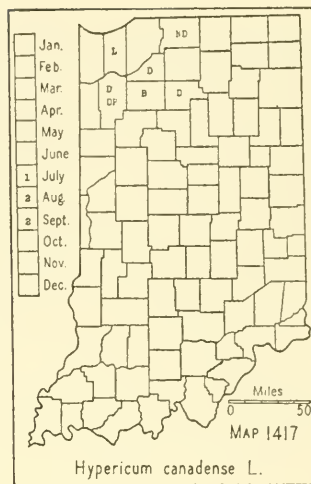 Jan.
Feb.
Mar.
Apr.
May
June
1 July
2 Aug.
2 Sept.
Oct.
Nov.
Dec.
ND
L
D
D B D
DP
Miles
0 50
MAP 1417
Hypericum canadense L.